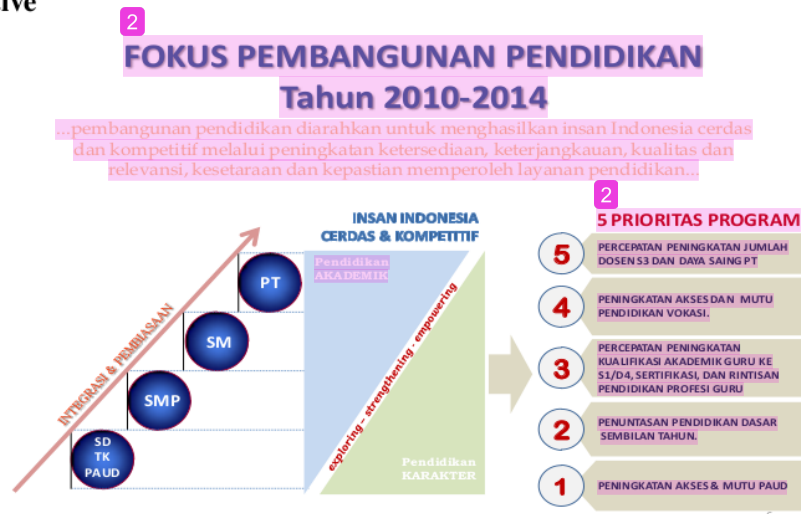 ive
2
FOKUS PEMBANGUNAN PENDIDIKAN
Tahun 2010-2014
...pembangunan pendidikan diarahkan untuk menghasilkan insan Indonesia cerdas
dan kompetitif melalui peningkatan ketersediaan, keterjangkauan, kualitas dan
relevansi, kesetaraan dan kepastian memperoleh layanan pendidikan...
2
5 PRIORITAS PROGRAM
INSAN INDONESIA
CERDAS & KOMPETITIF
Pendidikan
AKADEMIK
PT
SM
SMP
SD
TK
PAUD
INTEGRASI & PEMBIASAAN
exploring – strengthening - empowering
Pendidikan
KARAKTER
5
PERCEPATAN PENINGKATAN JUMLAH
DOSEN S3 DAN DAYA SAING PT
4
PENINGKATAN AKSES DAN MUTU
PENDIDIKAN VOKASI.
3
PERCEPATAN PENINGKATAN
KUALIFIKASI AKADEMIK GURU KE
S1/D4, SERTIFIKASI, DAN RINTISAN
PENDIDIKAN PROFESI GURU
2
PENUNTASAN PENDIDIKAN DASAR
SEMBILAN TAHUN.
1
PENINGKATAN AKSES & MUTU PAUD